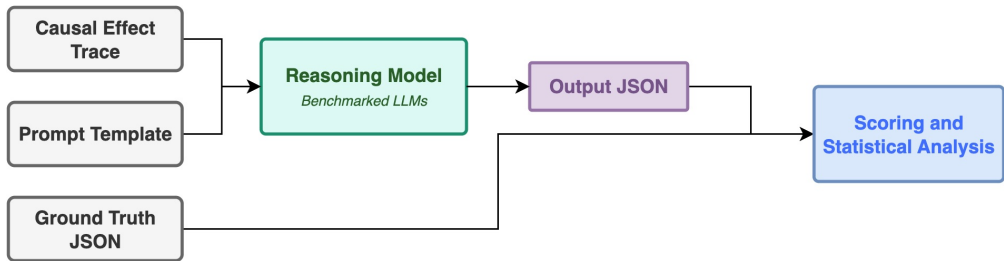 Causal Effect
Trace
Prompt Template
Ground Truth
JSON
Reasoning Model
Benchmarked LLMs
Output JSON
Scoring and
Statistical Analysis